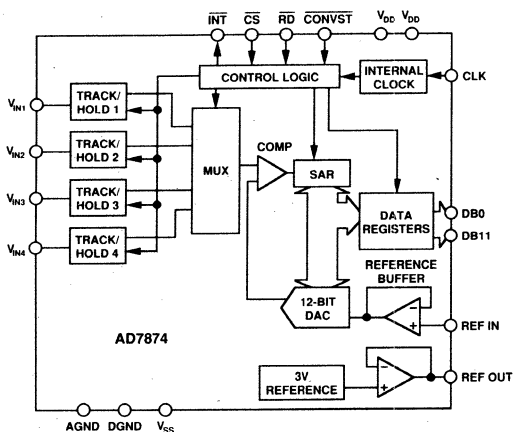 INT CS RD CONVST VDD VDD
CONTROL LOGIC
INTERNAL
CLOCK
CLK
VIN1
TRACK/
HOLD 1
VIN2
TRACK/
HOLD 2
VIN3
TRACK/
HOLD 3
VIN4
TRACK/
HOLD 4
MUX
COMP
SAR
DATA
REGISTERS
DB0
DB11
REFERENCE
BUFFER
12-BIT
DAC
−
+
REF IN
AD7874
3V
REFERENCE
−
+
REF OUT
AGND DGND VSS